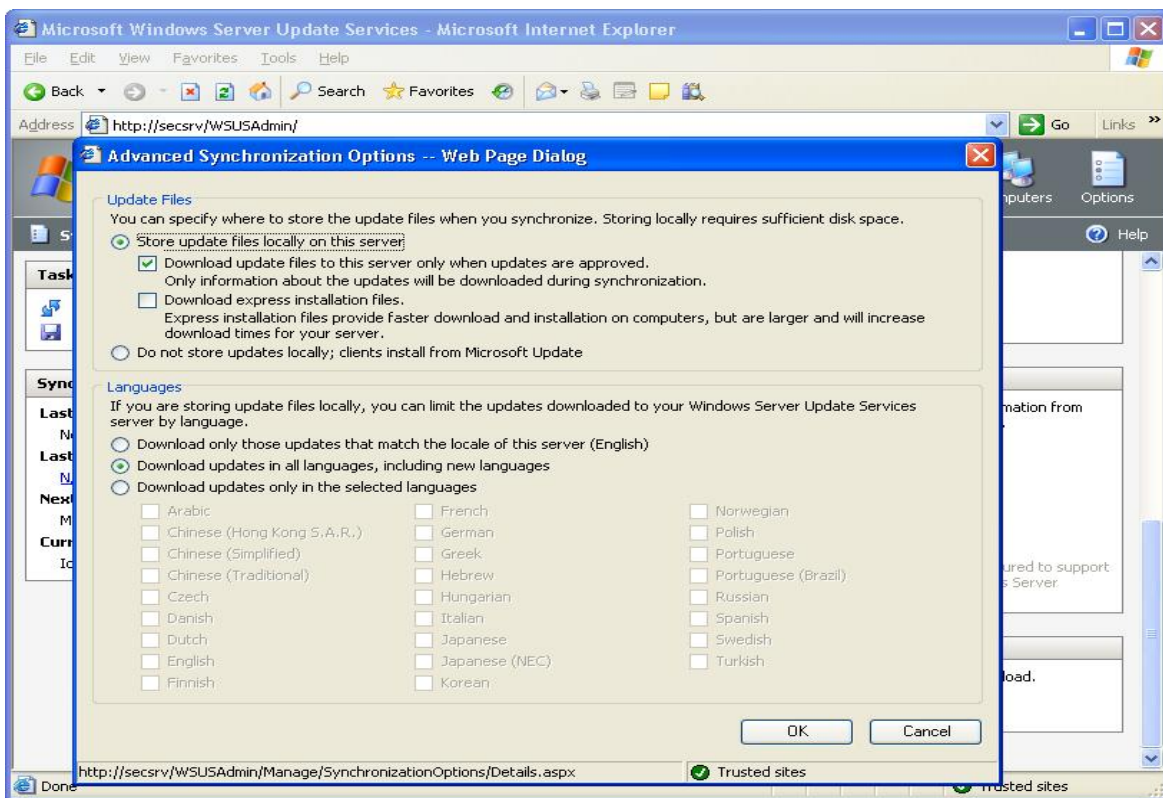 Microsoft Windows Server Update Services - Microsoft Internet Explorer
File Edit View Favorites Tools Help
Back Search Favorites
Address http://secsrv/WSUSAdmin/ Go Links »
Advanced Synchronization Options -- Web Page Dialog
Options
Help
Update Files
You can specify where to store the update files when you synchronize. Storing locally requires sufficient disk space.
Store update files locally on this server
Download update files to this server only when updates are approved.
Only information about the updates will be downloaded during synchronization.
Download express installation files.
Express installation files provide faster download and installation on computers, but are larger and will increase
download times for your server.
Do not store updates locally; clients install from Microsoft Update
Languages
If you are storing update files locally, you can limit the updates downloaded to your Windows Server Update Services
server by language.
Download only those updates that match the locale of this server (English)
Download updates in all languages, including new languages
Download updates only in the selected languages
Arabic French Norwegian
Chinese (Hong Kong S.A.R.) German Polish
Chinese (Simplified) Greek Portuguese
Chinese (Traditional) Hebrew Portuguese (Brazil)
Czech Hungarian Russian
Danish Italian Spanish
Dutch Japanese Swedish
English Japanese (NEC) Turkish
Finnish Korean
OK Cancel
http://secsrv/WSUSAdmin/Manage/SynchronizationOptions/Details.aspx Trusted sites
Task
Sync
Last
Last
Next
Curr
mation from
ured to support
s Server
load.
Done Trusted sites